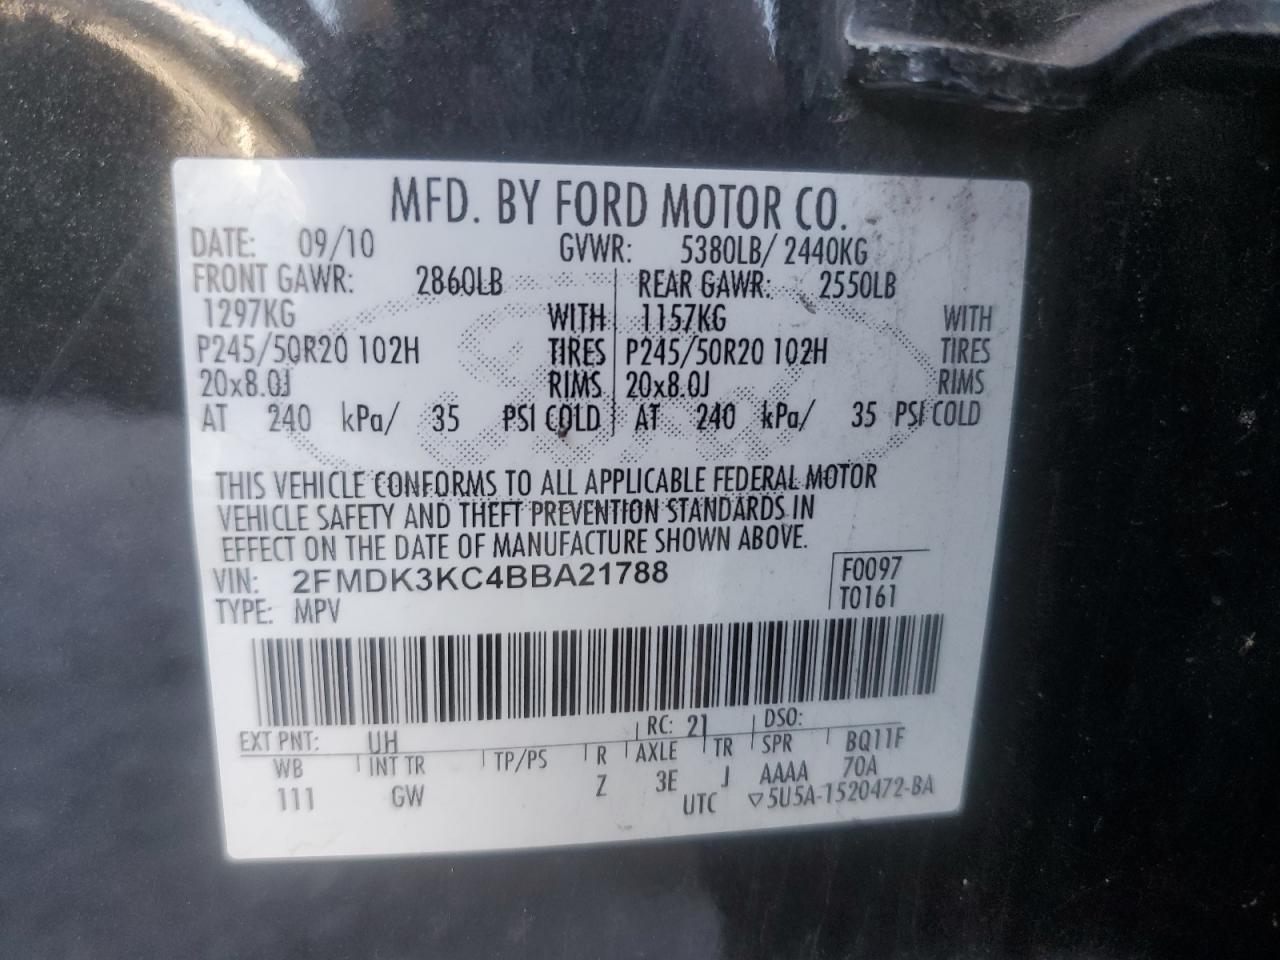 MFD. BY FORD MOTOR CO.
DATE: 09/10 GVWR: 5380LB/ 2440KG
FRONT GAWR: 2860LB REAR GAWR: 2550LB
1297KG WITH 1157KG WITH
P245/50R20 102H TIRES P245/50R20 102H TIRES
20x8.0J RIMS 20x8.0J RIMS
AT 240 kPa/ 35 PSI COLD AT 240 kPa/ 35 PSI COLD
THIS VEHICLE CONFORMS TO ALL APPLICABLE FEDERAL MOTOR
VEHICLE SAFETY AND THEFT PREVENTION STANDARDS IN
EFFECT ON THE DATE OF MANUFACTURE SHOWN ABOVE.
VIN: 2FMDK3KC4BBA21788 F0097
TYPE: MPV T0161
EXT PNT: UH RC: 21 DSO:
WB INT TR TP/PS R AXLE TR SPR BQ11F
111 GW Z 3E J AAAA 70A
UTC ▽5U5A-1520472-BA